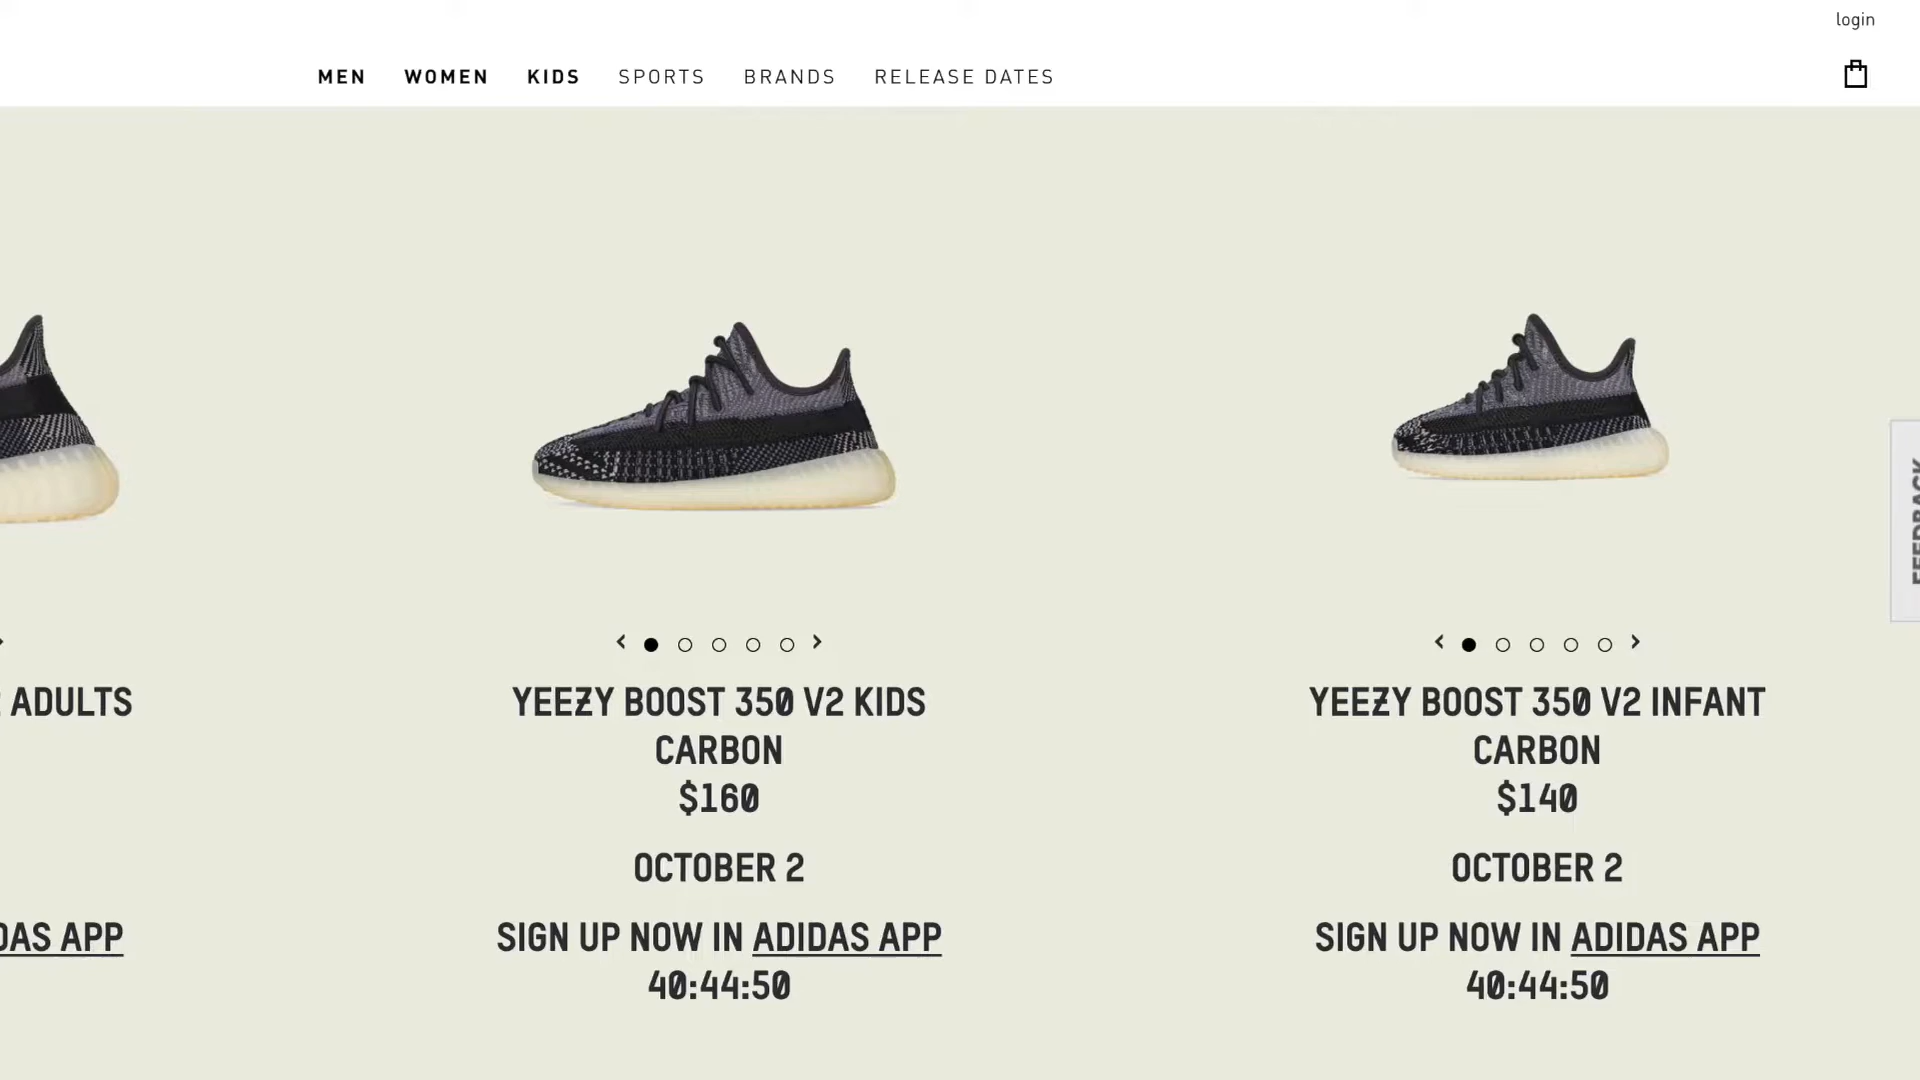 login
MEN WOMEN KIDS SPORTS BRANDS RELEASE DATES
FEEDBACK
ADULTS
DAS APP
YEEZY BOOST 350 V2 KIDS
CARBON
$160
OCTOBER 2
SIGN UP NOW IN ADIDAS APP
40:44:50
YEEZY BOOST 350 V2 INFANT
CARBON
$140
OCTOBER 2
SIGN UP NOW IN ADIDAS APP
40:44:50